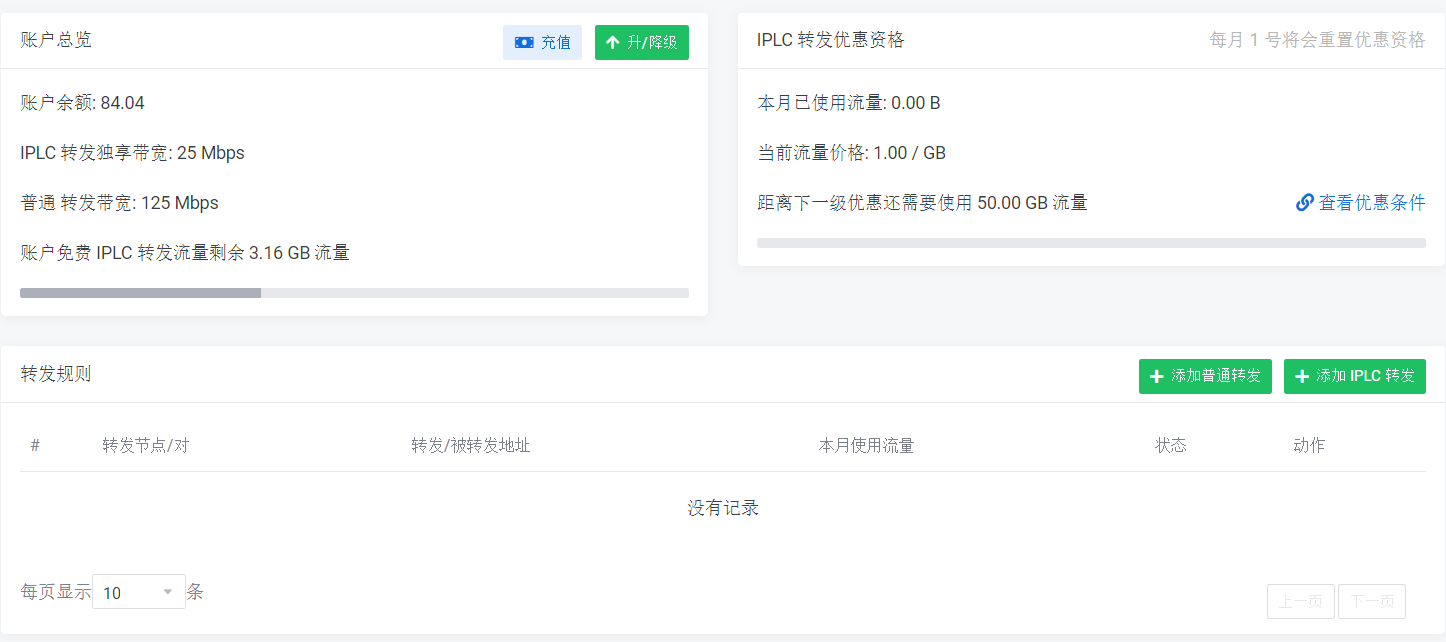 账户总览
充值
升/降级
账户余额: 84.04
IPLC 转发独享带宽: 25 Mbps
普通 转发带宽: 125 Mbps
账户免费 IPLC 转发流量剩余 3.16 GB 流量
IPLC 转发优惠资格
每月 1 号将会重置优惠资格
本月已使用流量: 0.00 B
当前流量价格: 1.00 / GB
距离下一级优惠还需要使用 50.00 GB 流量
查看优惠条件
转发规则
添加普通转发
添加 IPLC 转发
# 转发节点/对 转发/被转发地址 本月使用流量 状态 动作
没有记录
每页显示 10 条
上一页 下一页